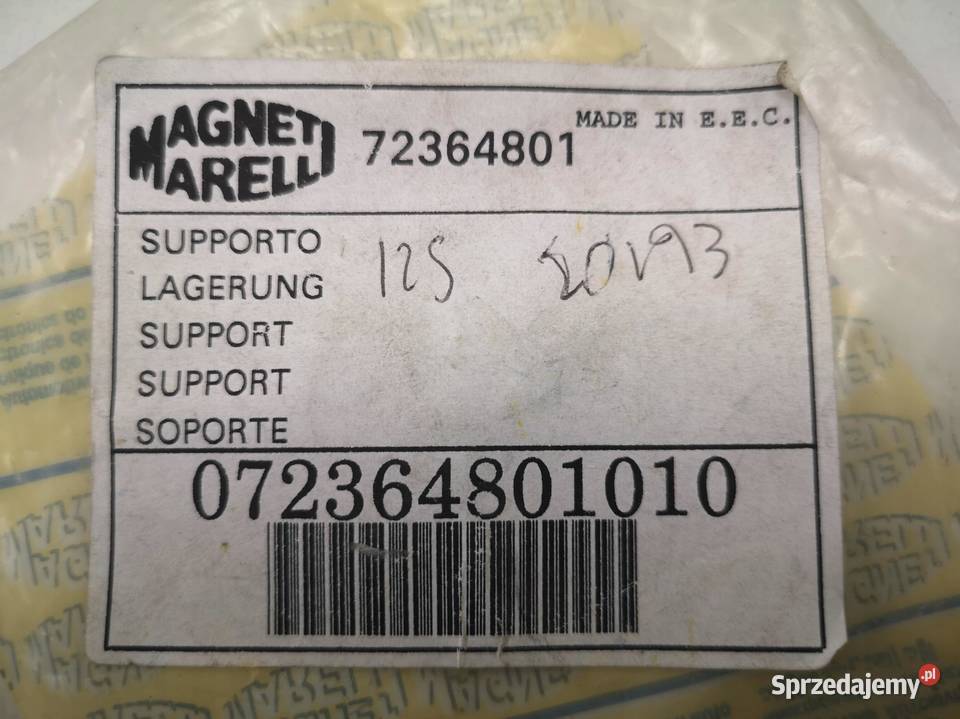 MAGNETI
MARELLI
72364801
MADE IN E.E.C.
SUPPORTO
LAGERUNG
SUPPORT
SUPPORT
SOPORTE
125
072364801010
Sprzedajemy.pl